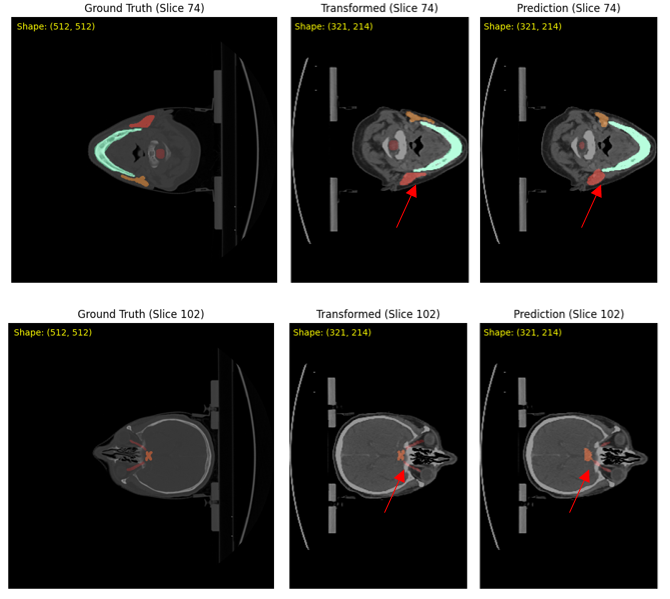 Ground Truth (Slice 74)
Transformed (Slice 74)
Prediction (Slice 74)
Shape: (512, 512)
Shape: (321, 214)
Shape: (321, 214)
Ground Truth (Slice 102)
Transformed (Slice 102)
Prediction (Slice 102)
Shape: (512, 512)
Shape: (321, 214)
Shape: (321, 214)